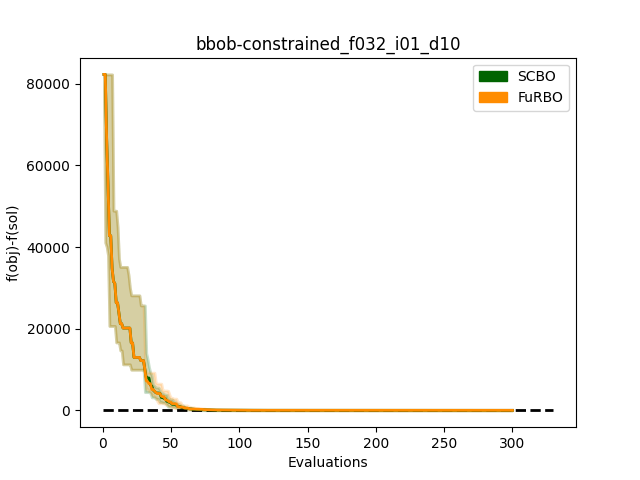 bbob-constrained_f032_i01_d10
SCBO
FuRBO
80000
60000
40000
20000
0
f(obj)-f(sol)
0 50 100 150 200 250 300
Evaluations